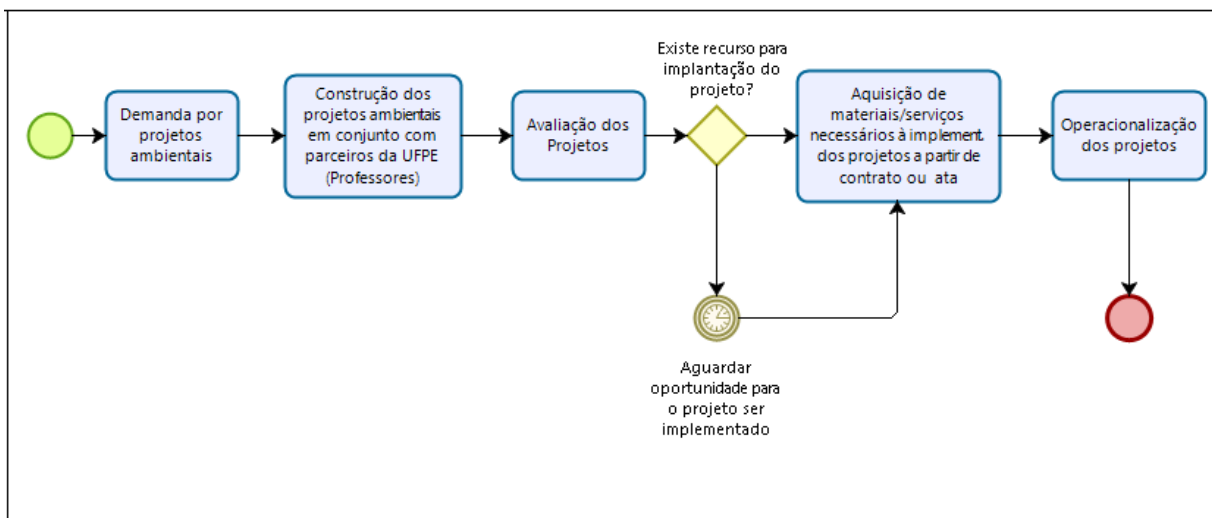 Demanda por
projetos
ambientais
Construção dos
projetos ambientais
em conjunto com
parceiros da UFPE
(Professores)
Avaliação dos
Projetos
Existe recurso para
implantação do
projeto?
Aquisição de
materiais/serviços
necessários à implement.
dos projetos a partir de
contrato ou ata
Operacionalização
dos projetos
Aguardar
oportunidade para
o projeto ser
implementado